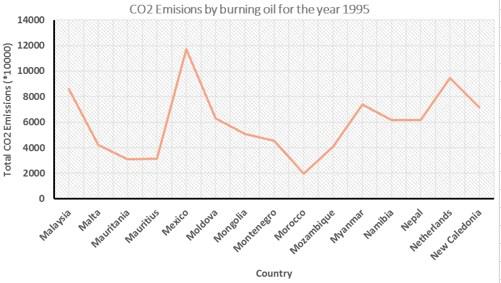 CO2 Emisions by burning oil for the year 1995
Total CO2 Emissions (*10000)
14000
12000
10000
8000
6000
4000
2000
0
Malaysia
Malta
Mauritania
Mauritius
Mexico
Moldova
Mongolia
Montenegro
Morocco
Mozambique
Myanmar
Namibia
Nepal
Netherlands
New Caledonia
Country